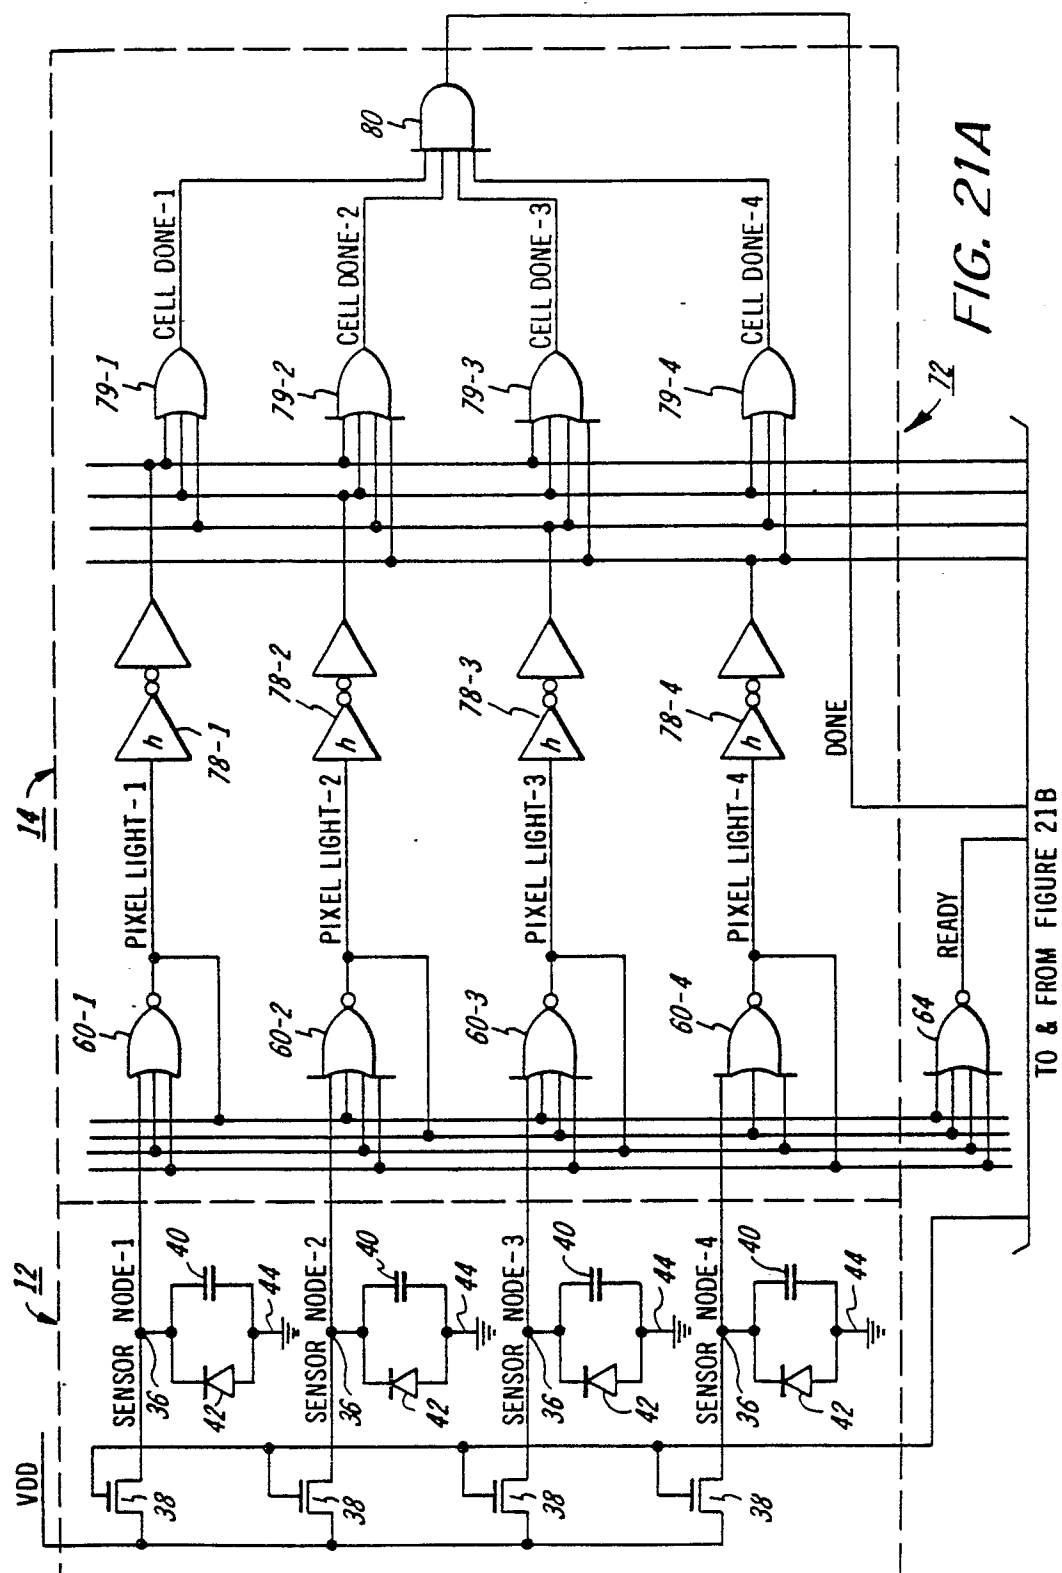 12
14
VDD
38
38
38
38
SENSOR NODE-1
36
42
40
44
SENSOR NODE-2
36
42
40
44
SENSOR NODE-3
36
42
40
44
SENSOR NODE-4
36
42
40
44
60-1
60-2
60-3
60-4
64
PIXEL LIGHT-1
PIXEL LIGHT-2
PIXEL LIGHT-3
PIXEL LIGHT-4
READY
h
78-1
h
78-2
h
78-3
h
78-4
DONE
79-1
79-2
79-3
79-4
CELL DONE-1
CELL DONE-2
CELL DONE-3
CELL DONE-4
80
72
TO & FROM FIGURE 21B
FIG. 21A